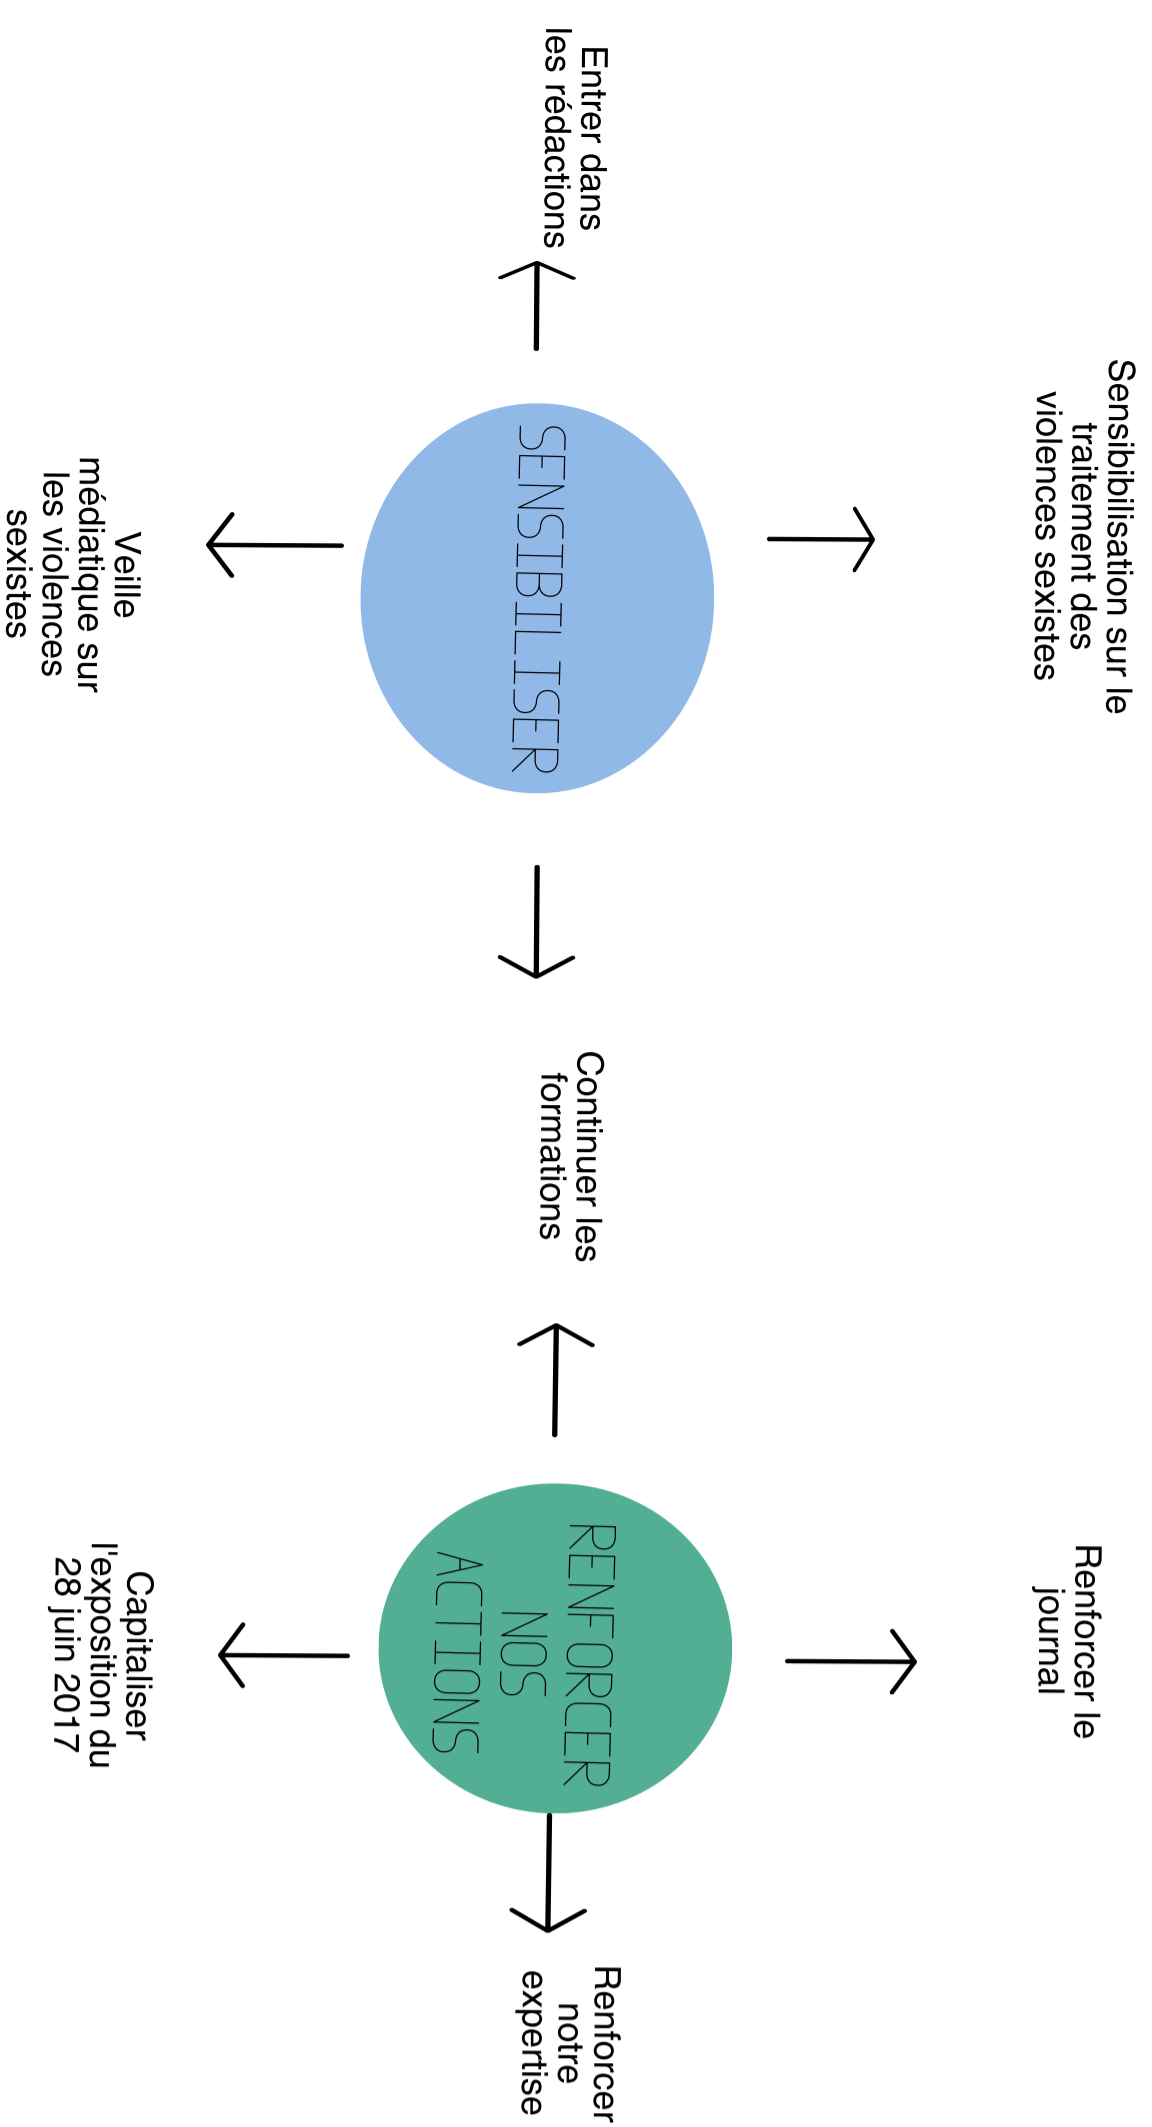 Sensibibilisation sur le
traitement des
violences sexistes
Entrer dans
les rédactions
SENSIBILISER
Continuer les
formations
Veille
médiatique sur
les violences
sexistes
Renforcer le
journal
RENFORCER
NOS
ACTIONS
Renforcer
notre
expertise
Capitaliser
l'exposition du
28 juin 2017